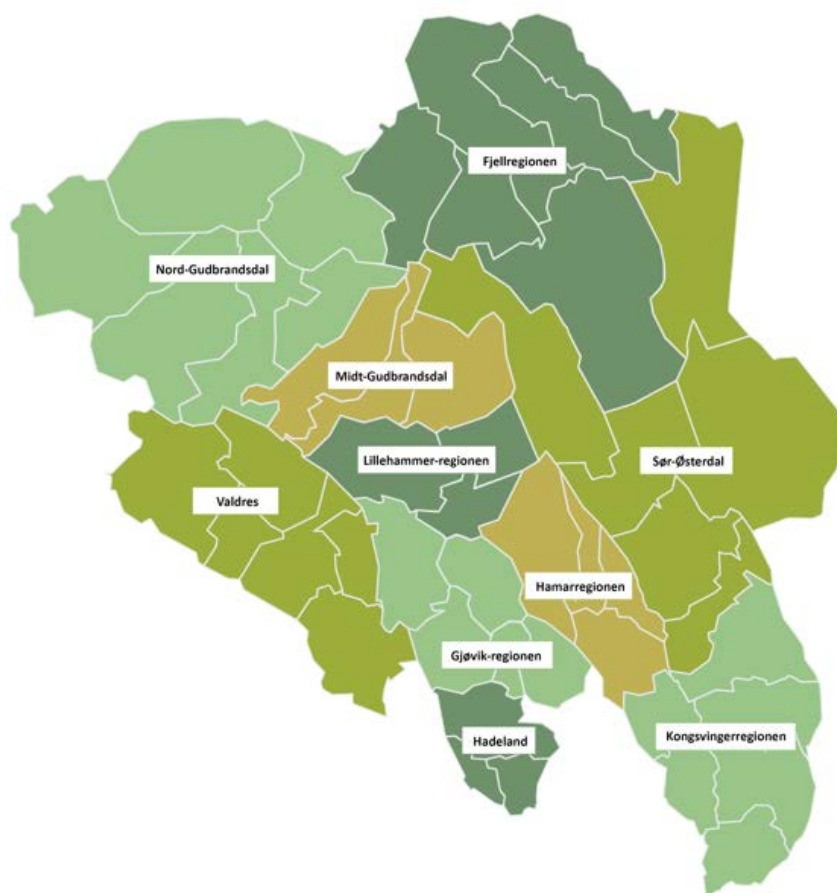 Fjellregionen
Nord-Gudbrandsdal
Midt-Gudbrandsdal
Lillehammer-regionen
Sør-Østerdal
Valdres
Hamarregionen
Gjøvik-regionen
Kongsvingerregionen
Hadeland